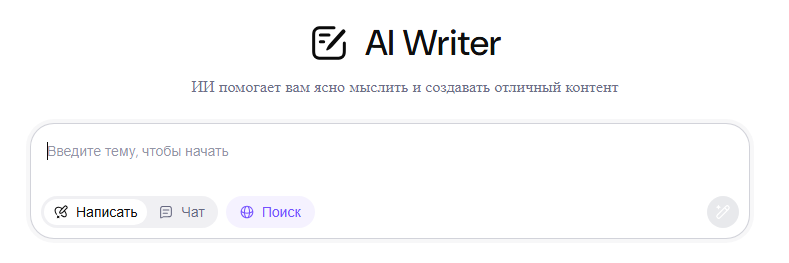 AI Writer
ИИ помогает вам ясно мыслить и создавать отличный контент
Введите тему, чтобы начать
Написать Чат Поиск